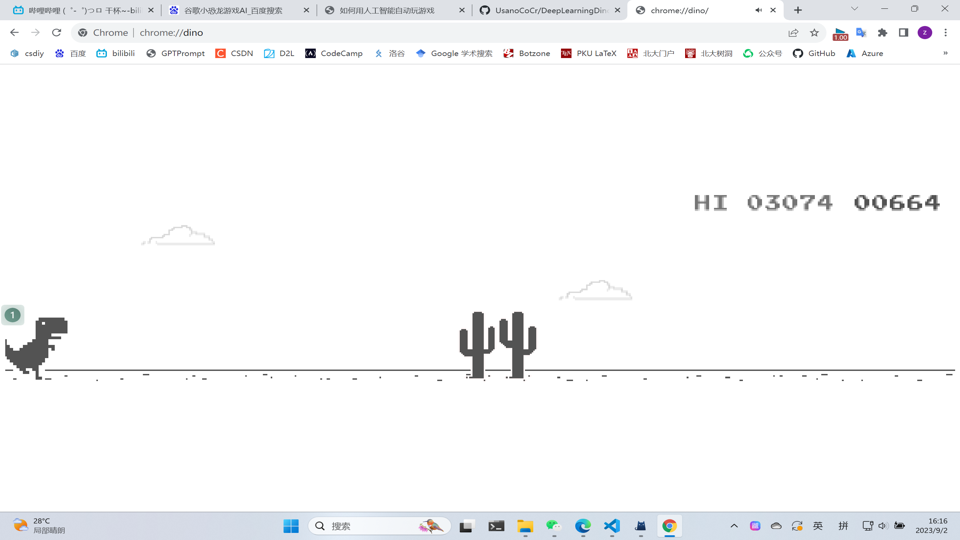 哔哩哔哩 (゜-゜)つロ 干杯~-bili
谷歌小恐龙游戏AI_百度搜索
如何用人工智能自动玩游戏
UsanoCoCr/DeepLearningDin
chrome://dino/
Chrome | chrome://dino
1.00
z
csdiy
百度
bilibili
GPTPrompt
CSDN
D2L
CodeCamp
洛谷
Google 学术搜索
Botzone
PKU LaTeX
北大门户
北大树洞
公众号
GitHub
Azure
»
HI 03074 00664
1
28°C
局部晴朗
搜索
英
拼
16:16
2023/9/2